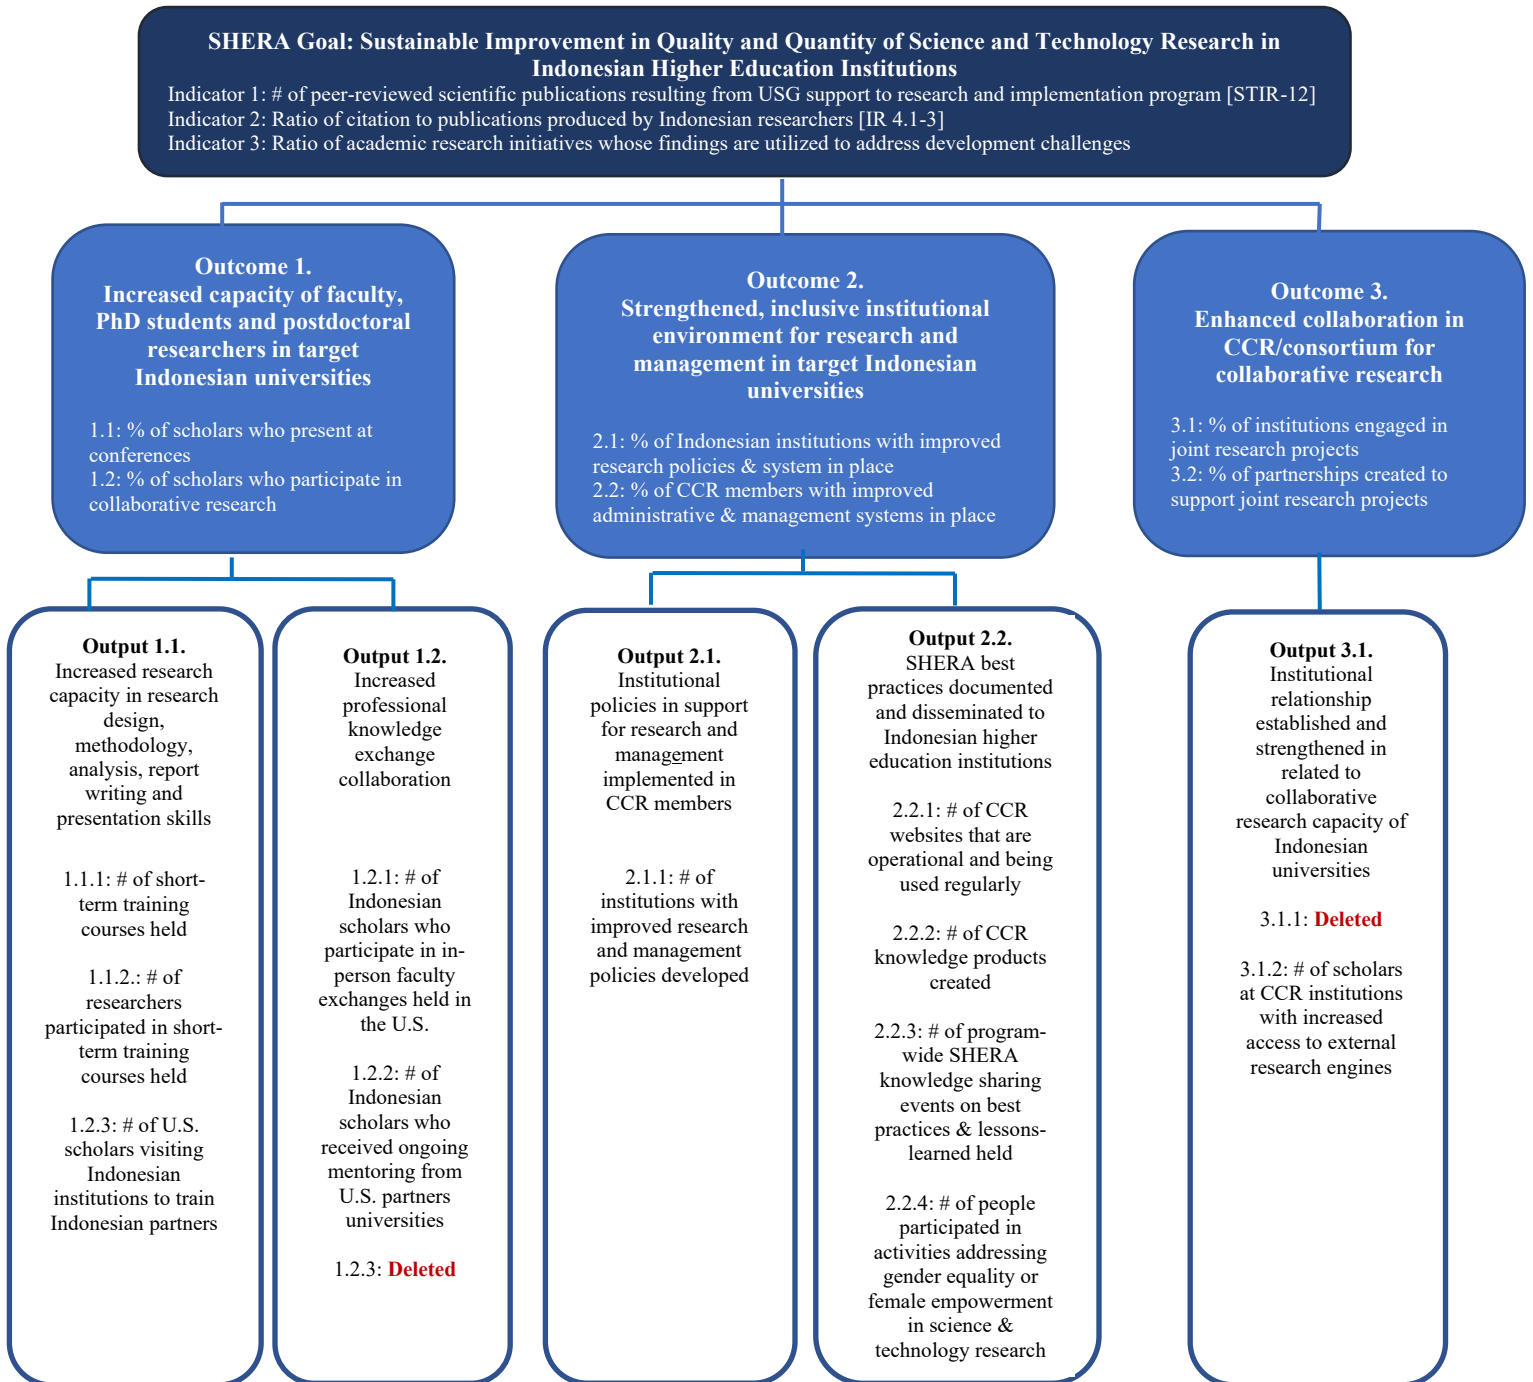 SHERA Goal: Sustainable Improvement in Quality and Quantity of Science and Technology Research in
Indonesian Higher Education Institutions
Indicator 1: # of peer-reviewed scientific publications resulting from USG support to research and implementation program [STIR-12]
Indicator 2: Ratio of citation to publications produced by Indonesian researchers [IR 4.1-3]
Indicator 3: Ratio of academic research initiatives whose findings are utilized to address development challenges
Outcome 1.
Increased capacity of faculty,
PhD students and postdoctoral
researchers in target
Indonesian universities
1.1: % of scholars who present at
conferences
1.2: % of scholars who participate in
collaborative research
Outcome 2.
Strengthened, inclusive institutional
environment for research and
management in target Indonesian
universities
2.1: % of Indonesian institutions with improved
research policies & system in place
2.2: % of CCR members with improved
administrative & management systems in place
Outcome 3.
Enhanced collaboration in
CCR/consortium for
collaborative research
3.1: % of institutions engaged in
joint research projects
3.2: % of partnerships created to
support joint research projects
Output 1.1.
Increased research
capacity in research
design,
methodology,
analysis, report
writing and
presentation skills
1.1.1: # of short-
term training
courses held
1.1.2.: # of
researchers
participated in short-
term training
courses held
1.2.3: # of U.S.
scholars visiting
Indonesian
institutions to train
Indonesian partners
Output 1.2.
Increased
professional
knowledge
exchange
collaboration
1.2.1: # of
Indonesian
scholars who
participate in in-
person faculty
exchanges held in
the U.S.
1.2.2: # of
Indonesian
scholars who
received ongoing
mentoring from
U.S. partners
universities
1.2.3: Deleted
Output 2.1.
Institutional
policies in support
for research and
management
implemented in
CCR members
2.1.1: # of
institutions with
improved research
and management
policies developed
Output 2.2.
SHERA best
practices documented
and disseminated to
Indonesian higher
education institutions
2.2.1: # of CCR
websites that are
operational and being
used regularly
2.2.2: # of CCR
knowledge products
created
2.2.3: # of program-
wide SHERA
knowledge sharing
events on best
practices & lessons-
learned held
2.2.4: # of people
participated in
activities addressing
gender equality or
female empowerment
in science &
technology research
Output 3.1.
Institutional
relationship
established and
strengthened in
related to
collaborative
research capacity of
Indonesian
universities
3.1.1: Deleted
3.1.2: # of scholars
at CCR institutions
with increased
access to external
research engines